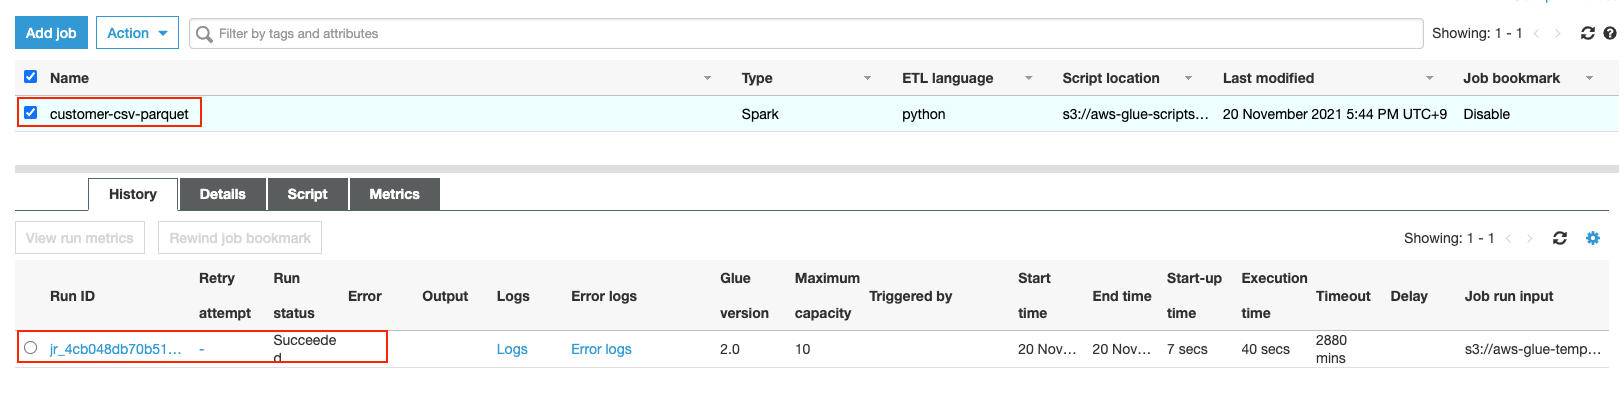 Add job Action Filter by tags and attributes Showing: 1 - 1
Name Type ETL language Script location Last modified Job bookmark
customer-csv-parquet Spark python s3://aws-glue-scripts... 20 November 2021 5:44 PM UTC+9 Disable
History Details Script Metrics
View run metrics Rewind job bookmark Showing: 1 - 1
Run ID Retry attempt Run status Error Output Logs Error logs Glue version Maximum capacity Triggered by Start time End time Start-up time Execution time Timeout Delay Job run input
jr_4cb048db70b51... - Succeeded Logs Error logs 2.0 10 20 Nov... 20 Nov... 7 secs 40 secs 2880 mins s3://aws-glue-temp...